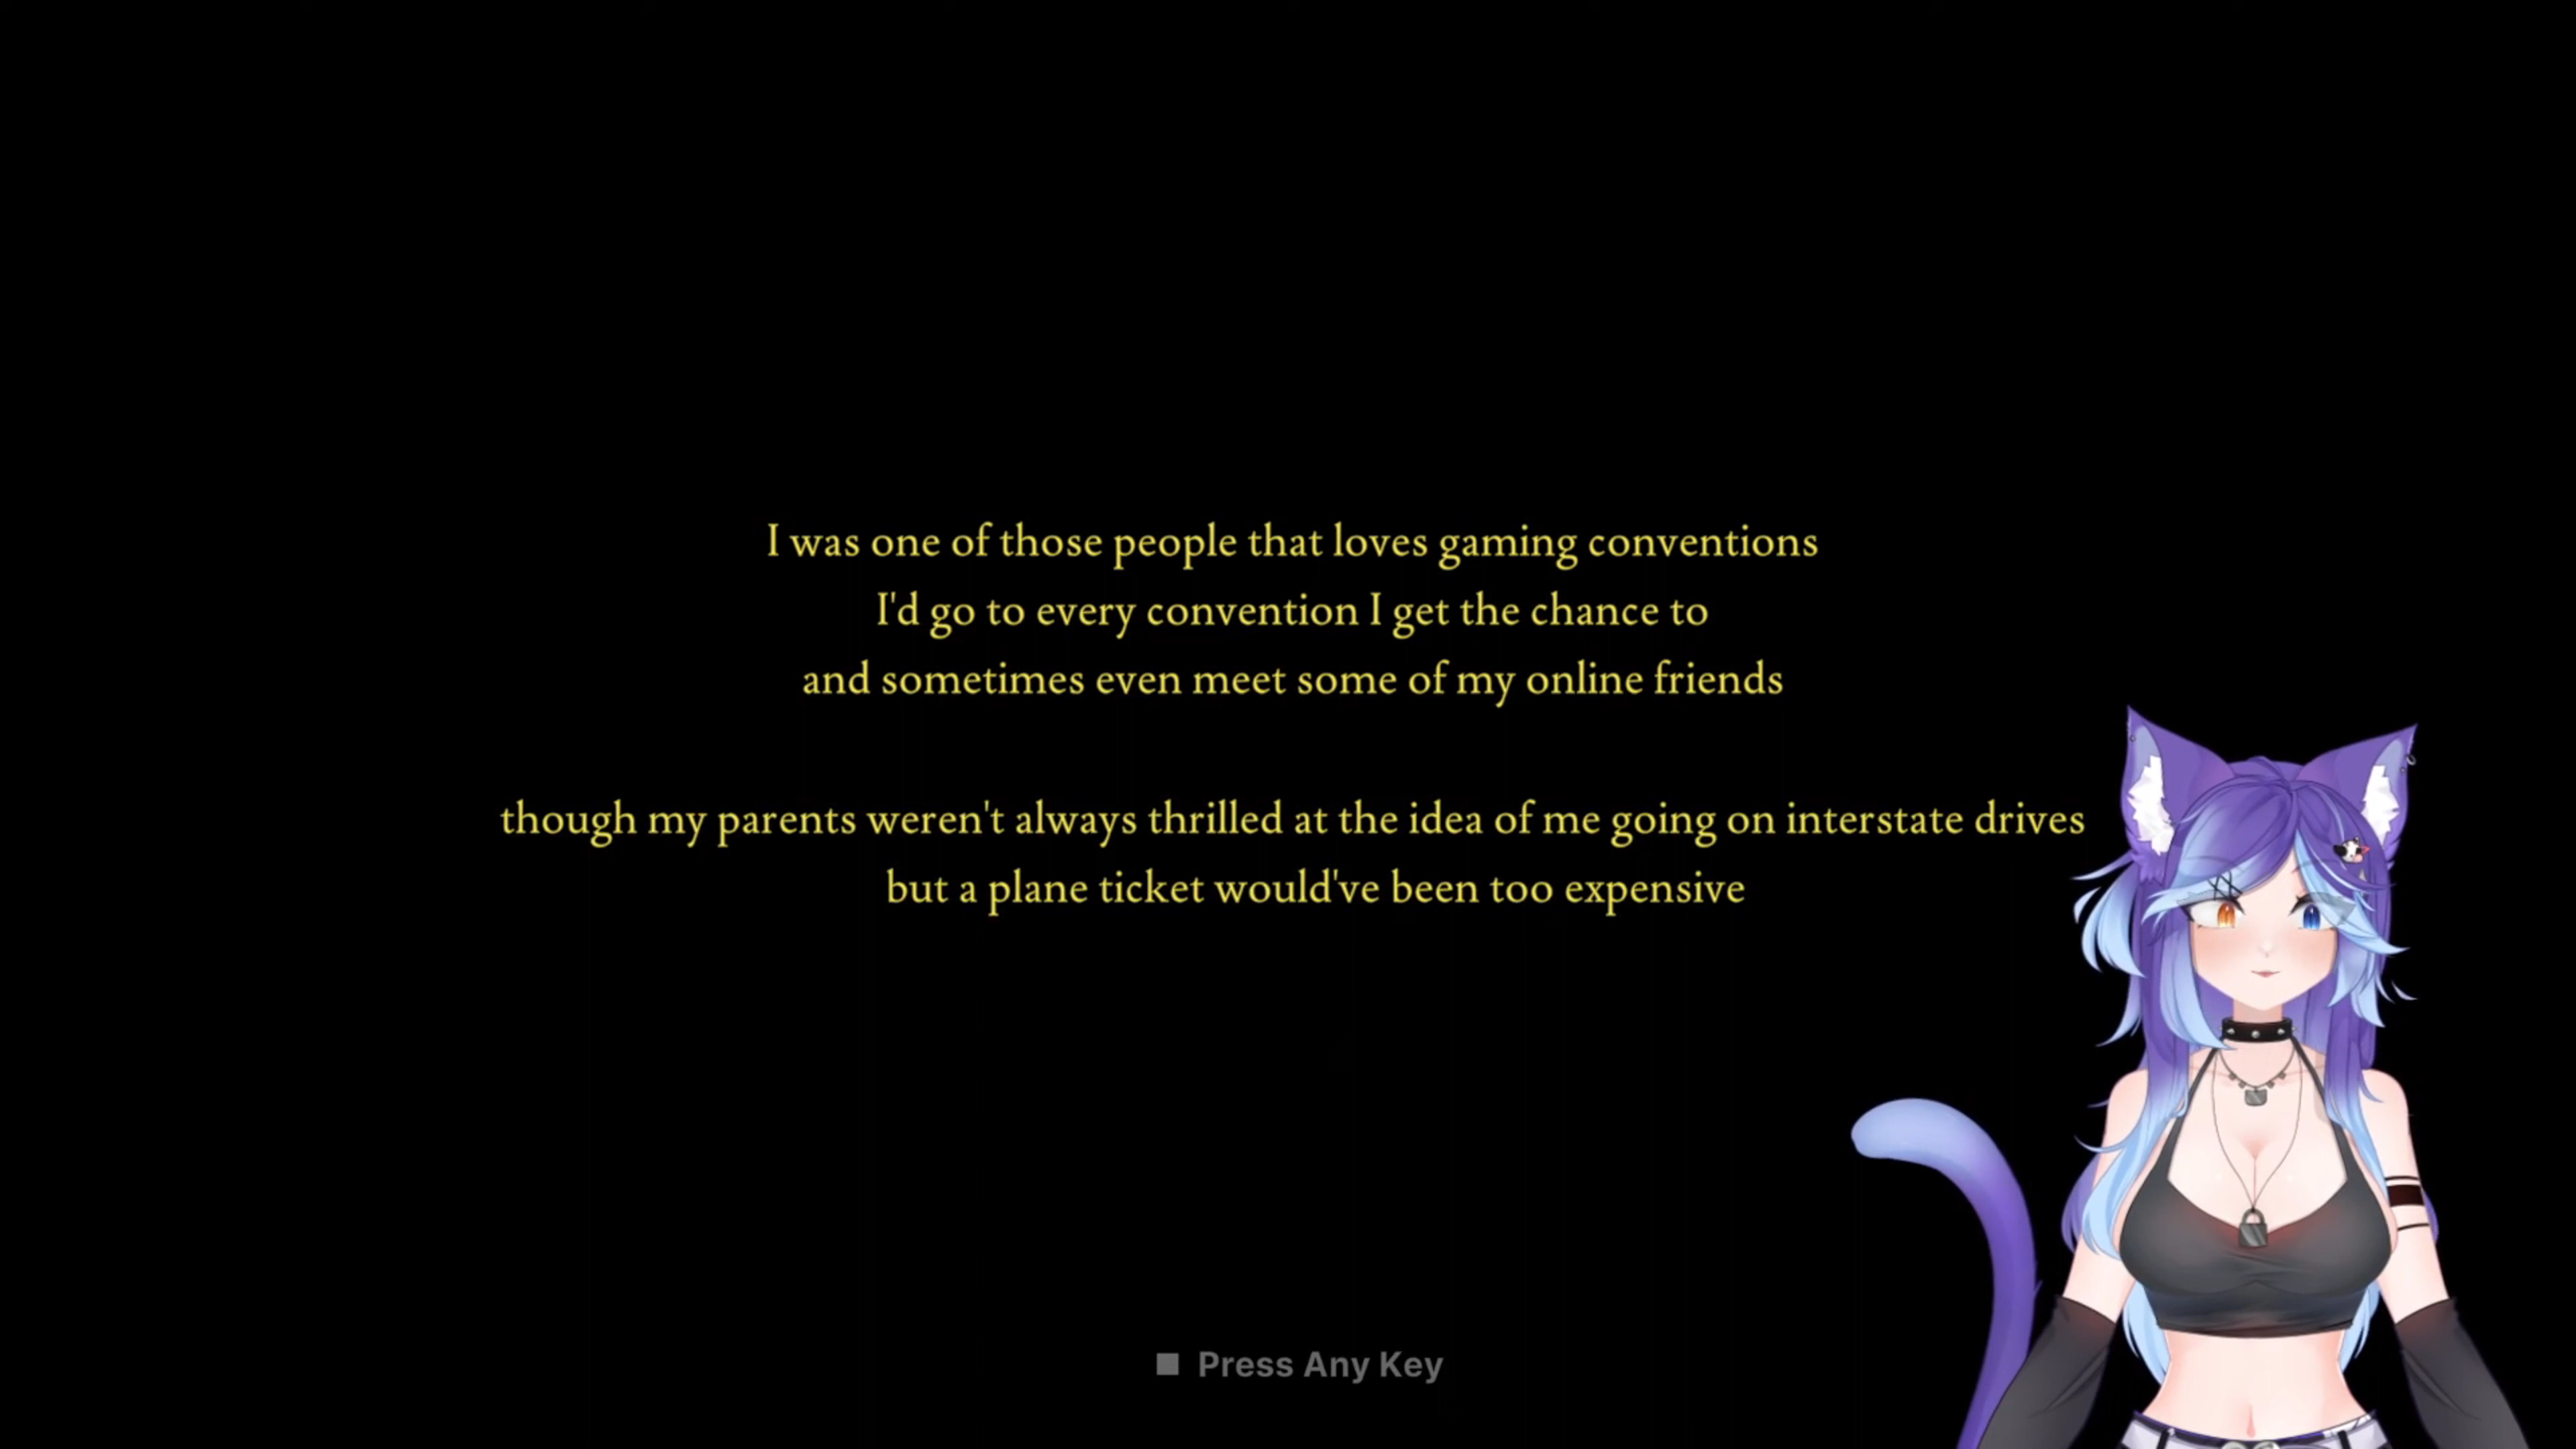 I was one of those people that loves gaming conventions
I'd go to every convention I get the chance to
and sometimes even meet some of my online friends
though my parents weren't always thrilled at the idea of me going on interstate drives
but a plane ticket would've been too expensive
Press Any Key